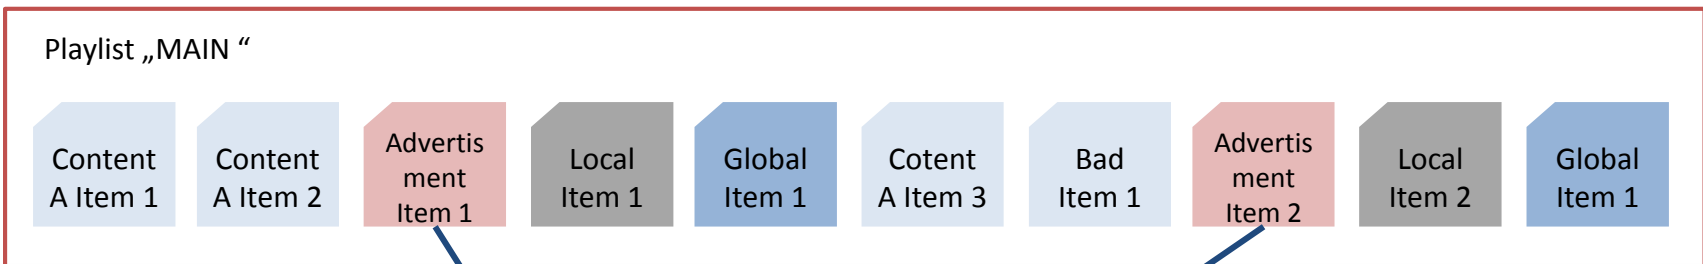 Playlist „MAIN “
Content
A Item 1
Content
A Item 2
Advertis
ment
Item 1
Local
Item 1
Global
Item 1
Cotent
A Item 3
Bad
Item 1
Advertis
ment
Item 2
Local
Item 2
Global
Item 1